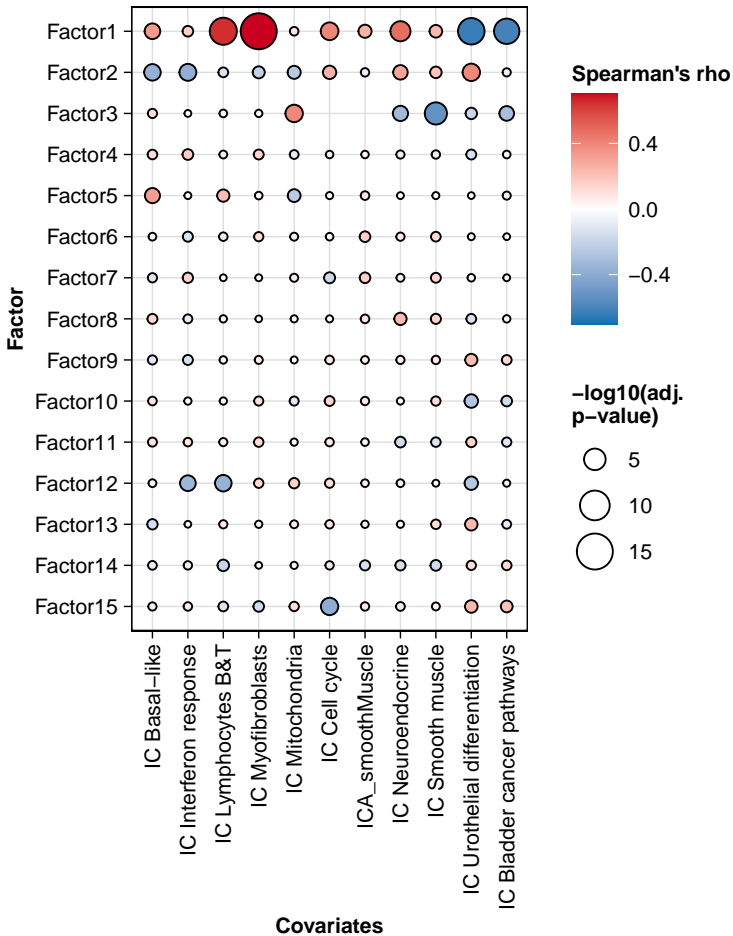 Factor1
Factor2
Factor3
Factor4
Factor5
Factor6
Factor7
Factor8
Factor9
Factor10
Factor11
Factor12
Factor13
Factor14
Factor15
Factor
IC Basal−like
IC Interferon response
IC Lymphocytes B&T
IC Myofibroblasts
IC Mitochondria
IC Cell cycle
ICA_smoothMuscle
IC Neuroendocrine
IC Smooth muscle
IC Urothelial differentiation
IC Bladder cancer pathways
Covariates
Spearman's rho
0.4
0.0
−0.4
−log10(adj.
p−value)
5
10
15